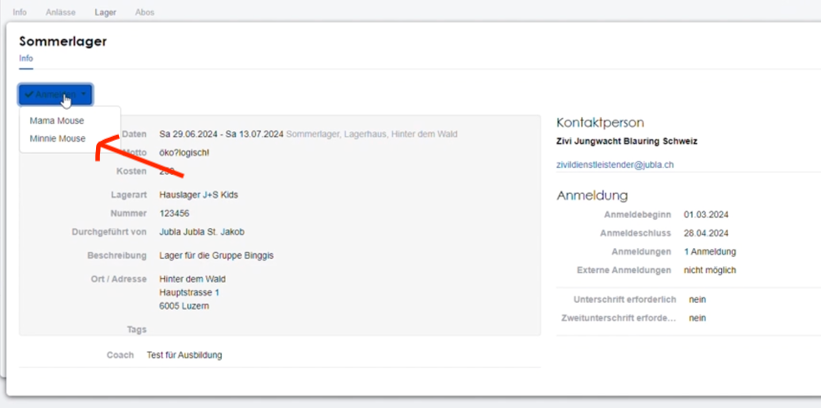 Info Anlässe Lager Abos
Sommerlager
Info
Anmelden
Mama Mouse
Minnie Mouse
Daten Sa 29.06.2024 - Sa 13.07.2024 Sommerlager, Lagerhaus, Hinter dem Wald
Motto öko?logisch!
Kosten
Lagerart Hauslager J+S Kids
Nummer 123456
Durchgeführt von Jubla Jubla St. Jakob
Beschreibung Lager für die Gruppe Binggis
Ort / Adresse Hinter dem Wald
Hauptstrasse 1
6005 Luzern
Tags
Coach Test für Ausbildung
Kontaktperson
Zivi Jungwacht Blauring Schweiz
zivildienstleistender@jubla.ch
Anmeldung
Anmeldebeginn 01.03.2024
Anmeldeschluss 28.04.2024
Anmeldungen 1 Anmeldung
Externe Anmeldungen nicht möglich
Unterschrift erforderlich nein
Zweitunterschrift erforde... nein